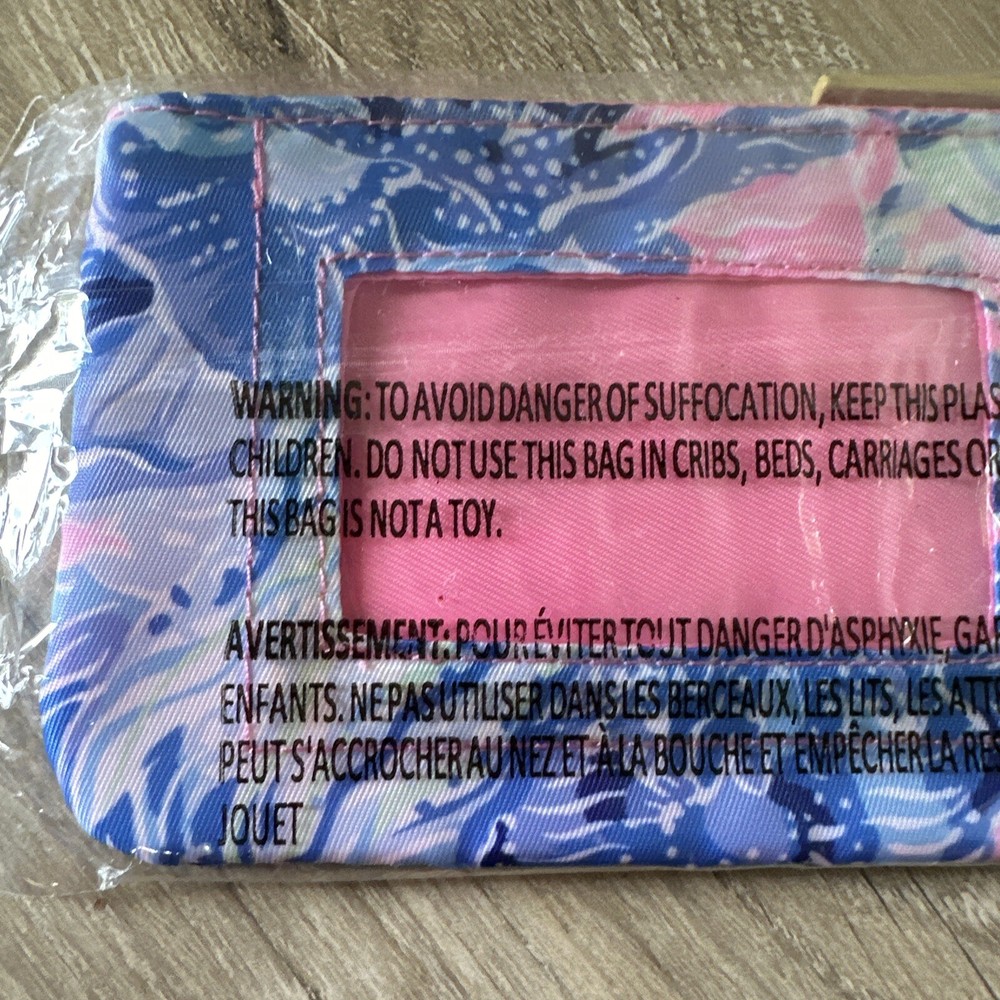 WARNING: TO AVOID DANGER OF SUFFOCATION, KEEP THIS PLAS
CHILDREN. DO NOT USE THIS BAG IN CRIBS, BEDS, CARRIAGES OR
THIS BAG IS NOT A TOY.
AVERTISSEMENT: POUR ÉVITER TOUT DANGER D'ASPHYXIE, GA
ENFANTS. NE PAS UTILISER DANS LES BERCEAUX, LES LITS, LES ATT
PEUT S'ACCROCHER AU NEZ ET À LA BOUCHE ET EMPÊCHER LA RES
JOUET